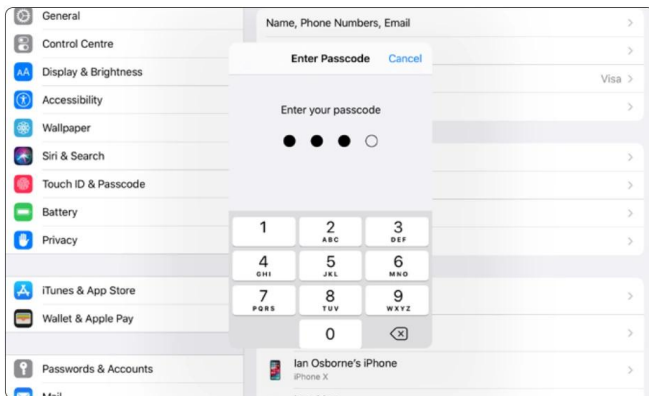 General
Control Centre
Display & Brightness
Accessibility
Wallpaper
Siri & Search
Touch ID & Passcode
Battery
Privacy
iTunes & App Store
Wallet & Apple Pay
Passwords & Accounts
Mail
Name, Phone Numbers, Email
Visa
Enter Passcode Cancel
Enter your passcode
1 2 3
ABC DEF
4 5 6
GHI JKL MNO
7 8 9
PQRS TUV WXYZ
0
Ian Osborne's iPhone
iPhone X